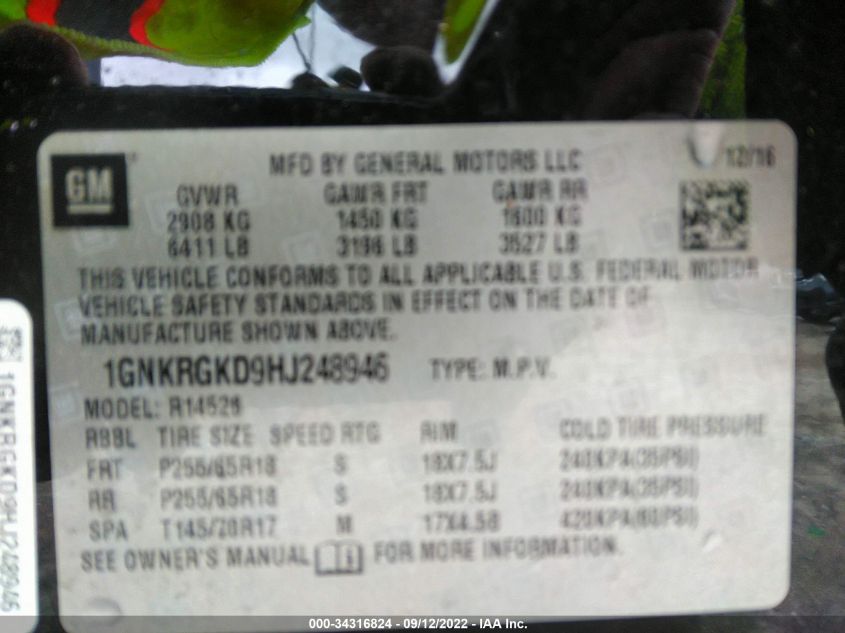 GM
MFD BY GENERAL MOTORS LLC
12/16
GVWR GAWR FRT GAWR RR
2908 KG 1450 KG 1600 KG
6411 LB 3196 LB 3527 LB
THIS VEHICLE CONFORMS TO ALL APPLICABLE U.S. FEDERAL MOTOR
VEHICLE SAFETY STANDARDS IN EFFECT ON THE DATE OF
MANUFACTURE SHOWN ABOVE.
1GNKRGKD9HJ248946 TYPE: M.P.V.
MODEL: R14526
TIRE SIZE SPEED RTG RIM COLD TIRE PRESSURE
FRT P255/65R18 S 18X7.5J 240KPA(35PSI)
RR P255/65R18 S 18X7.5J 240KPA(35PSI)
SPA T145/70R17 M 17X4.5B 420KPA(60PSI)
SEE OWNER'S MANUAL FOR MORE INFORMATION.
1GNKRGKD9HJ248946
000-34316824 - 09/12/2022 - IAA Inc.